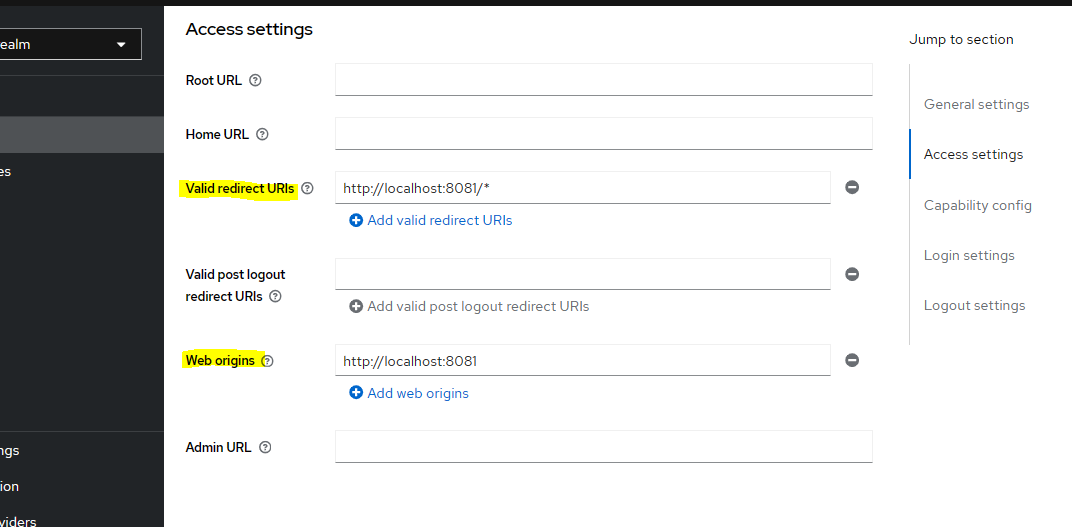 Access settings
Jump to section
ealm
Root URL
General settings
Home URL
Access settings
es
Valid redirect URIs
http://localhost:8081/*
Add valid redirect URIs
Capability config
Login settings
Valid post logout
redirect URIs
Add valid post logout redirect URIs
Logout settings
Web origins
http://localhost:8081
Add web origins
Admin URL
ngs
ion
viders